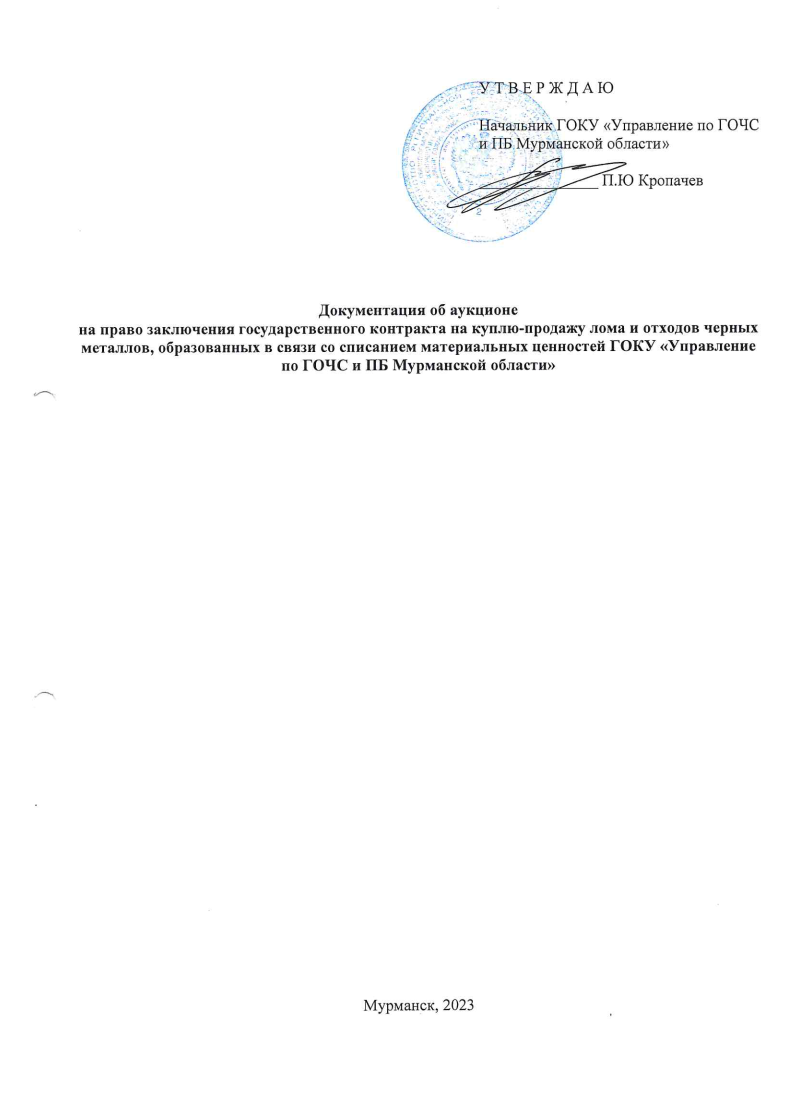 У Т В Е Р Ж Д А Ю
Начальник ГОКУ «Управление по ГОЧС
и ПБ Мурманской области»
П.Ю Кропачев
Документация об аукционе
на право заключения государственного контракта на куплю-продажу лома и отходов черных
металлов, образованных в связи со списанием материальных ценностей ГОКУ «Управление
по ГОЧС и ПБ Мурманской области»
Мурманск, 2023